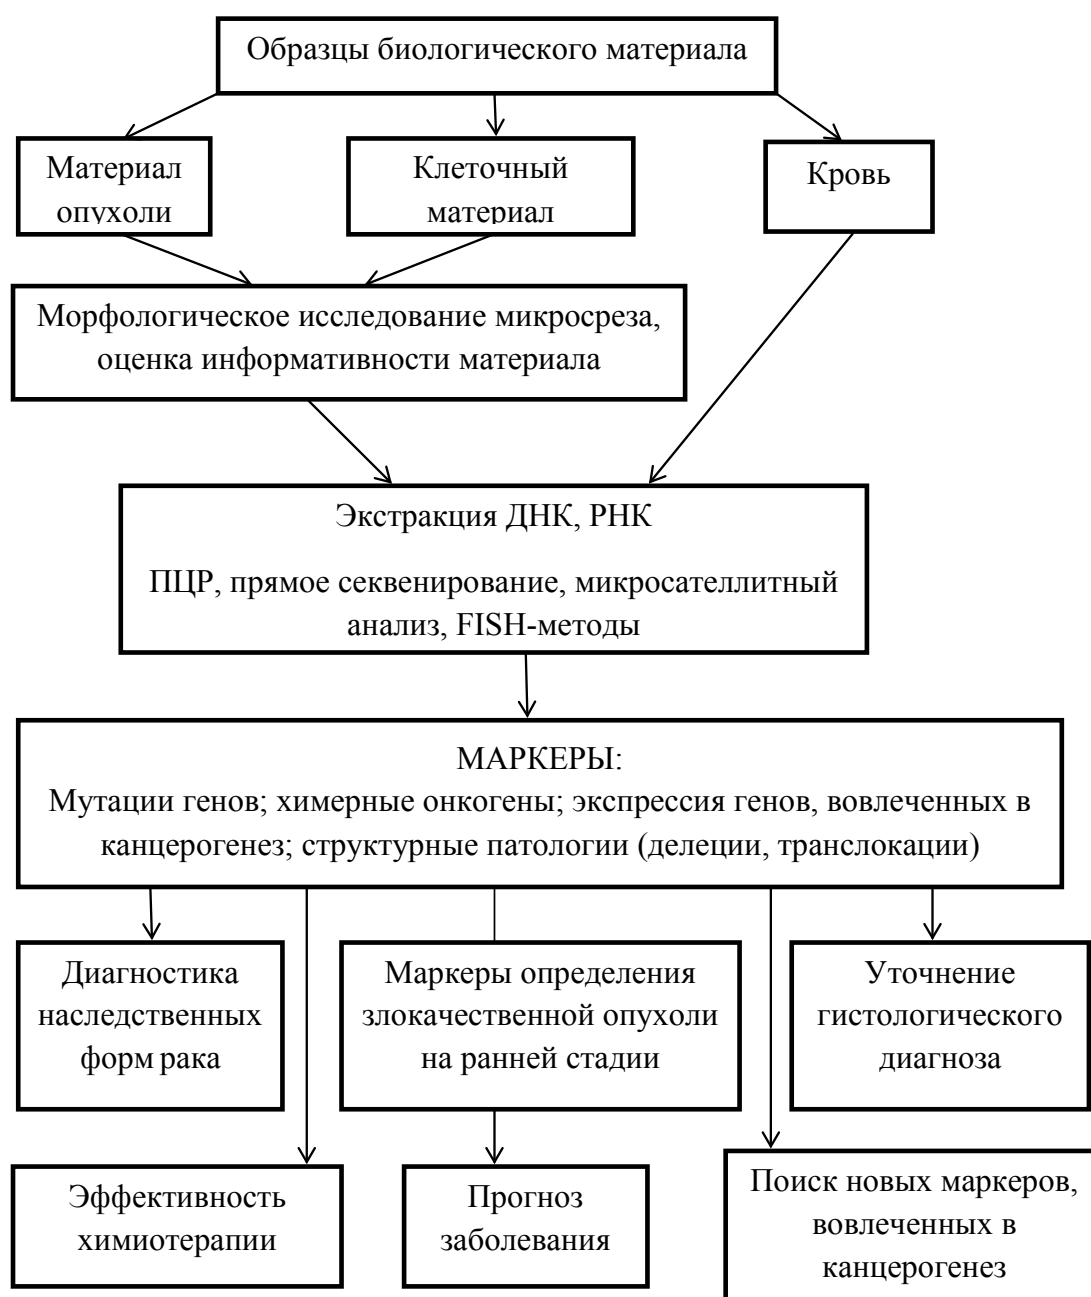 Образцы биологического материала
Материал
опухоли
Клеточный
материал
Кровь
Морфологическое исследование микросреза,
оценка информативности материала
Экстракция ДНК, РНК
ПЦР, прямое секвенирование, микросателлитный
анализ, FISH-методы
МАРКЕРЫ:
Мутации генов; химерные онкогены; экспрессия генов, вовлеченных в
канцерогенез; структурные патологии (делеции, транслокации)
Диагностика
наследственных
форм рака
Маркеры определения
злокачественной опухоли
на ранней стадии
Уточнение
гистологического
диагноза
Эффективность
химиотерапии
Прогноз
заболевания
Поиск новых маркеров,
вовлеченных в
канцерогенез